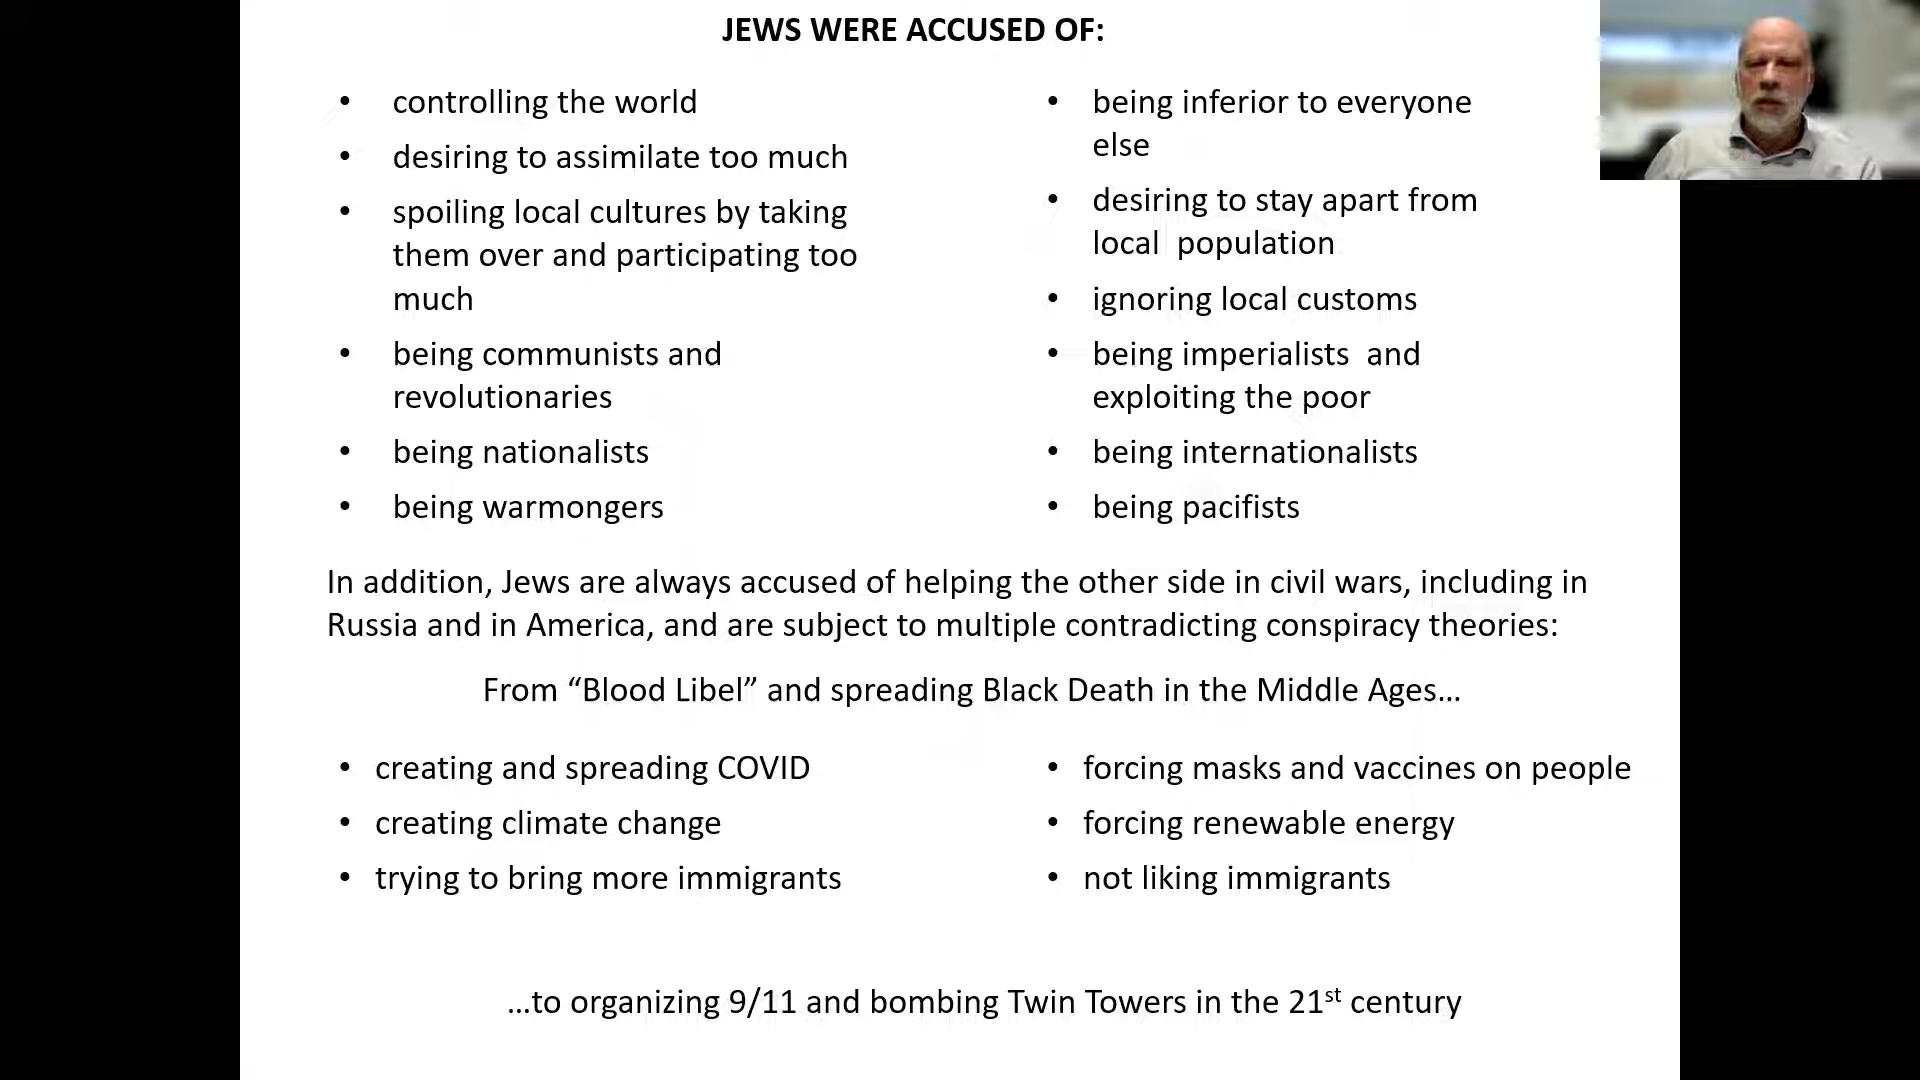 JEWS WERE ACCUSED OF:
• controlling the world
• desiring to assimilate too much
• spoiling local cultures by taking
them over and participating too
much
• being communists and
revolutionaries
• being nationalists
• being warmongers
• being inferior to everyone
else
• desiring to stay apart from
local population
• ignoring local customs
• being imperialists and
exploiting the poor
• being internationalists
• being pacifists
In addition, Jews are always accused of helping the other side in civil wars, including in
Russia and in America, and are subject to multiple contradicting conspiracy theories:
From “Blood Libel” and spreading Black Death in the Middle Ages…
• creating and spreading COVID
• creating climate change
• trying to bring more immigrants
• forcing masks and vaccines on people
• forcing renewable energy
• not liking immigrants
…to organizing 9/11 and bombing Twin Towers in the 21st century